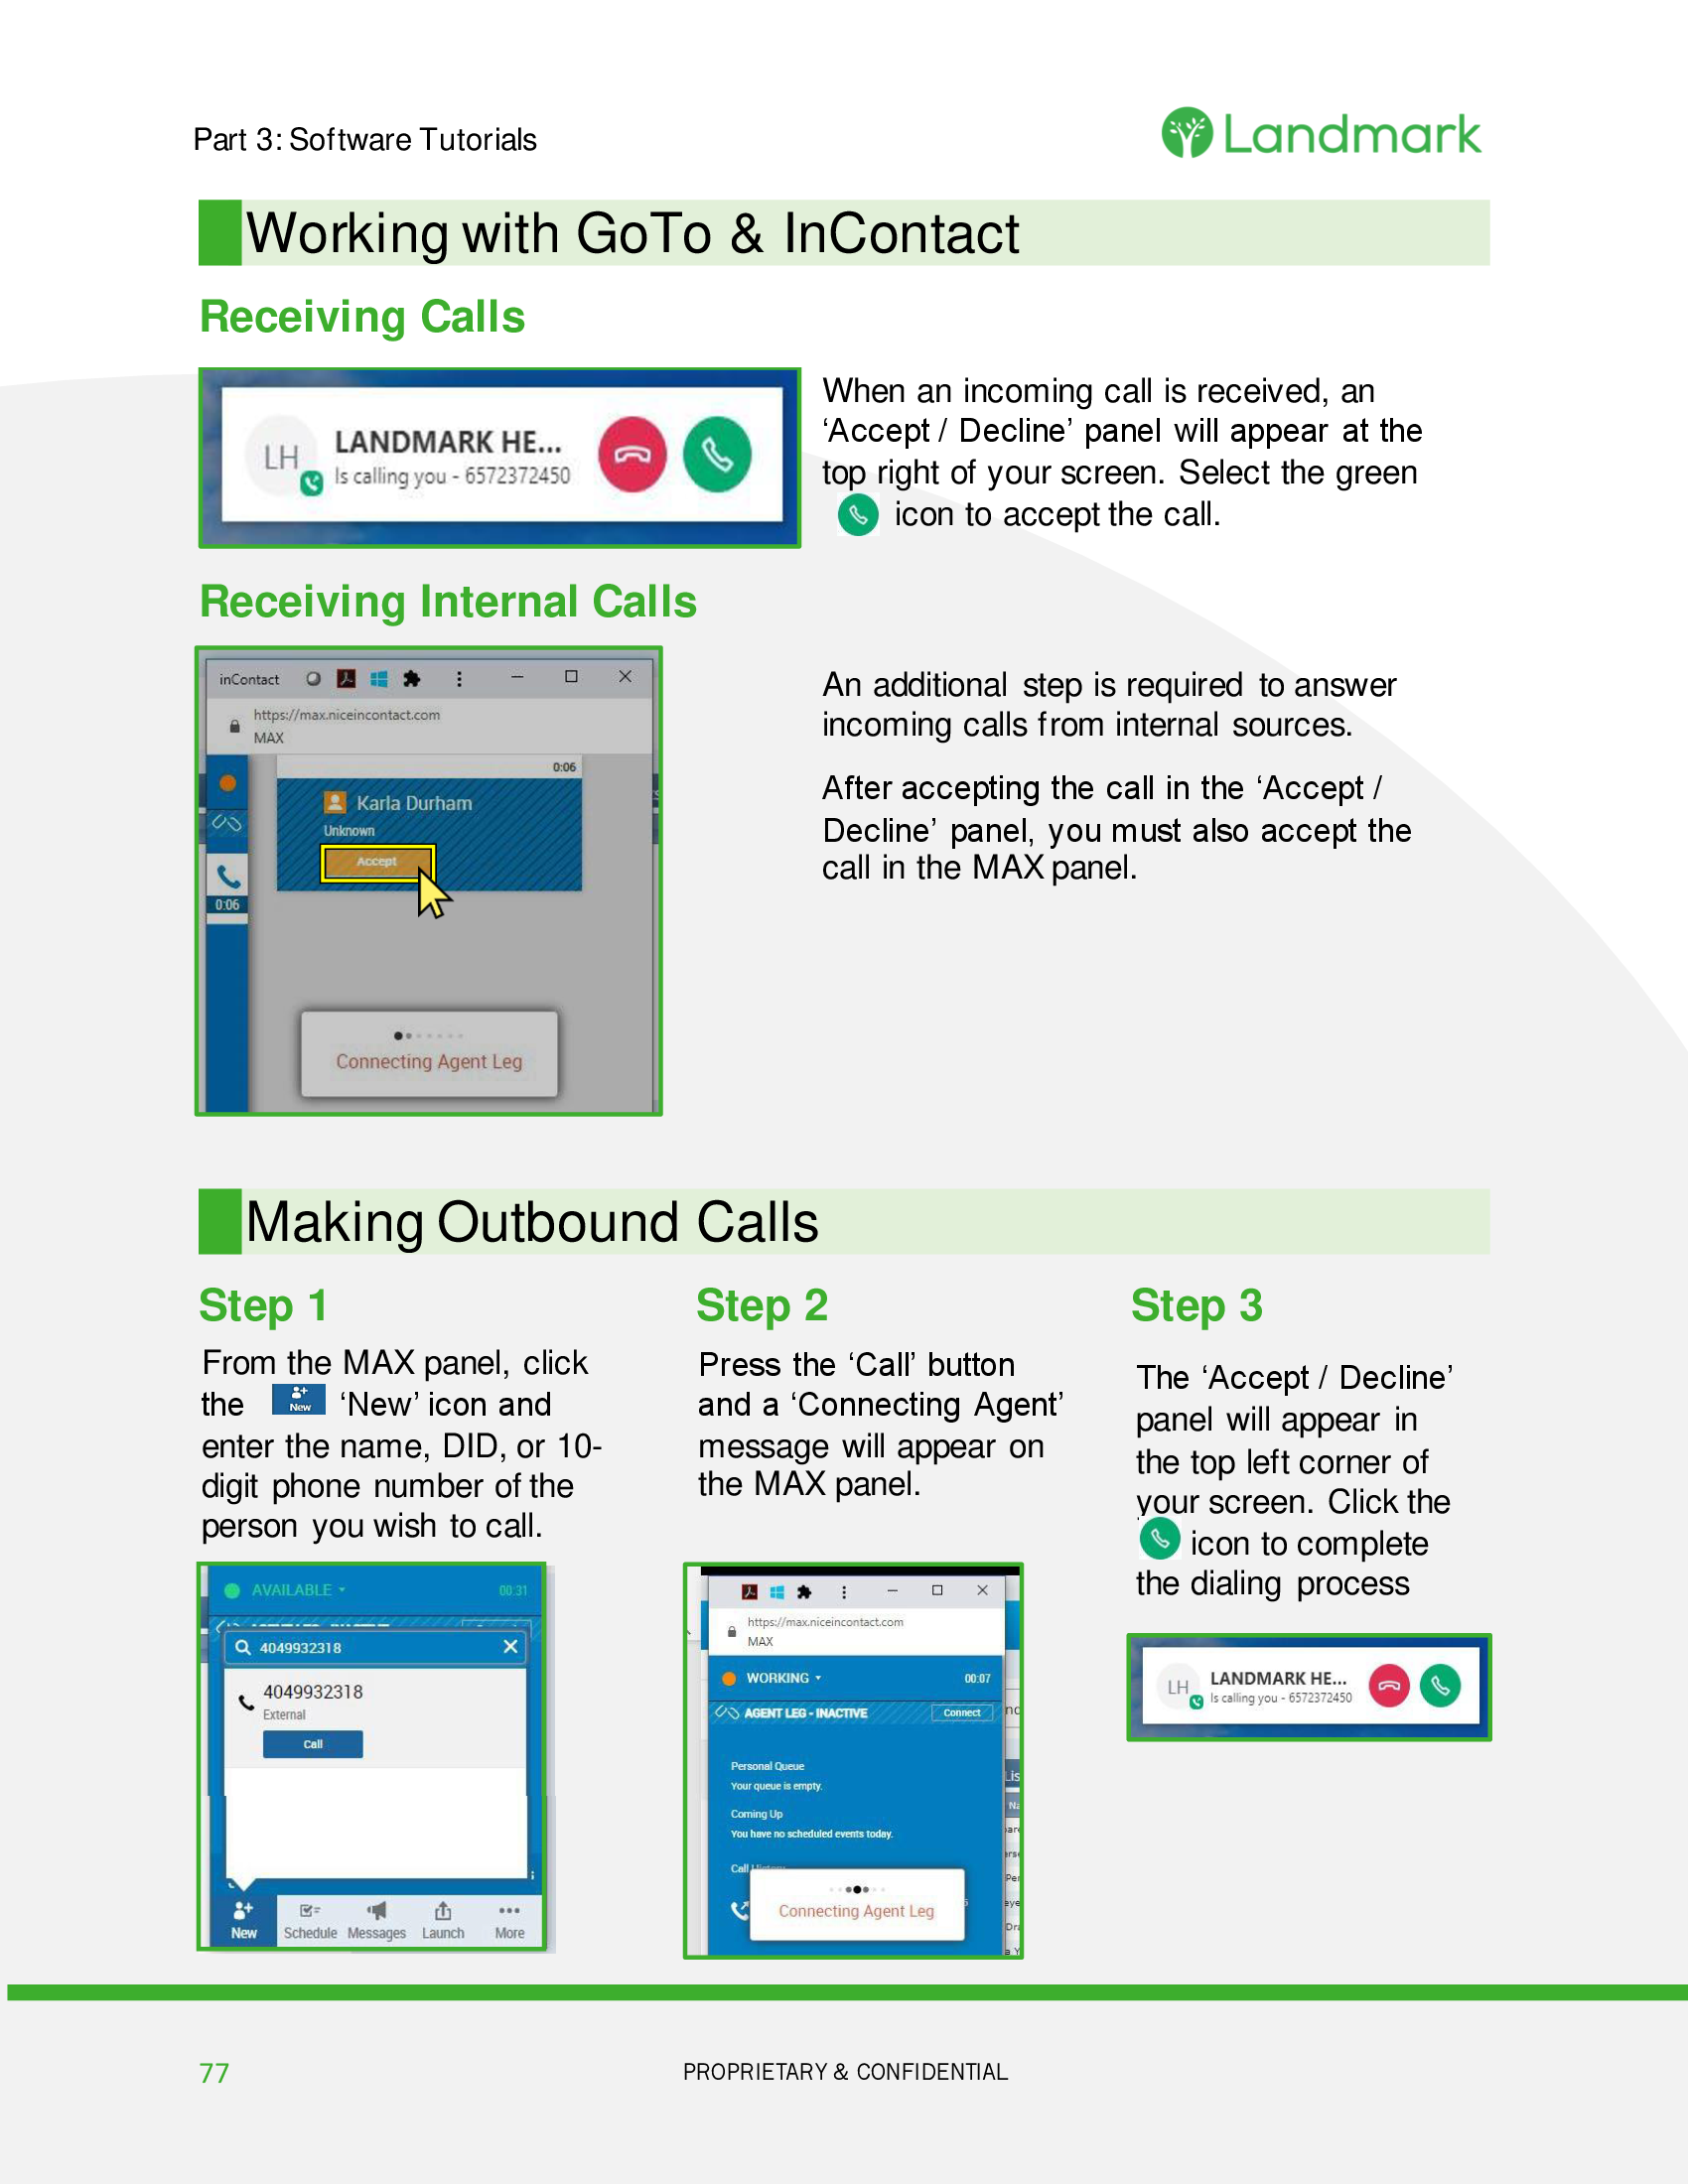 Part 3: Software Tutorials
Landmark
Working with GoTo & InContact
Receiving Calls
LH
LANDMARK HE...
Is calling you - 6572372450
When an incoming call is received, an
‘Accept / Decline’ panel will appear at the
top right of your screen. Select the green
icon to accept the call.
Receiving Internal Calls
inContact
https://max.niceincontact.com
MAX
0:06
Karla Durham
Unknown
Accept
0:06
Connecting Agent Leg
An additional step is required to answer
incoming calls from internal sources.
After accepting the call in the ‘Accept /
Decline’ panel, you must also accept the
call in the MAX panel.
Making Outbound Calls
Step 1
From the MAX panel, click
the New ‘New’ icon and
enter the name, DID, or 10-
digit phone number of the
person you wish to call.
AVAILABLE
00:31
4049932318
4049932318
External
Call
New
Schedule
Messages
Launch
More
Step 2
Press the ‘Call’ button
and a ‘Connecting Agent’
message will appear on
the MAX panel.
https://max.niceincontact.com
MAX
WORKING
00:07
AGENT LEG - INACTIVE
Connect
Personal Queue
Your queue is empty.
Coming Up
You have no scheduled events today.
Call
Connecting Agent Leg
Step 3
The ‘Accept / Decline’
panel will appear in
the top left corner of
your screen. Click the
icon to complete
the dialing process
LH
LANDMARK HE...
Is calling you - 6572372450
77
PROPRIETARY & CONFIDENTIAL